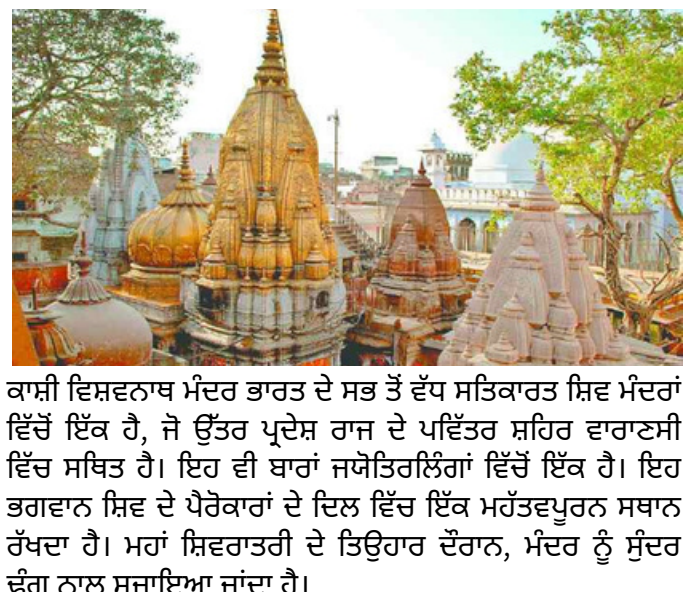 ਕਾਸ਼ੀ ਵਿਸ਼ਵਨਾਥ ਮੰਦਰ ਭਾਰਤ ਦੇ ਸਭ ਤੋਂ ਵੱਧ ਸਤਿਕਾਰਤ ਸ਼ਿਵ ਮੰਦਰਾਂ
ਵਿੱਚੋਂ ਇੱਕ ਹੈ, ਜੋ ਉੱਤਰ ਪ੍ਰਦੇਸ਼ ਰਾਜ ਦੇ ਪਵਿੱਤਰ ਸ਼ਹਿਰ ਵਾਰਾਣਸੀ
ਵਿੱਚ ਸਥਿਤ ਹੈ। ਇਹ ਵੀ ਬਾਰਾਂ ਜਯੋਤਿਰਲਿੰਗਾਂ ਵਿੱਚੋਂ ਇੱਕ ਹੈ। ਇਹ
ਭਗਵਾਨ ਸ਼ਿਵ ਦੇ ਪੈਰੋਕਾਰਾਂ ਦੇ ਦਿਲ ਵਿੱਚ ਇੱਕ ਮਹੱਤਵਪੂਰਨ ਸਥਾਨ
ਰੱਖਦਾ ਹੈ। ਮਹਾਂ ਸ਼ਿਵਰਾਤਰੀ ਦੇ ਤਿਉਹਾਰ ਦੌਰਾਨ, ਮੰਦਰ ਨੂੰ ਸੁੰਦਰ
ਢੰਗ ਨਾਲ ਸਜਾਇਆ ਜਾਂਦਾ ਹੈ।